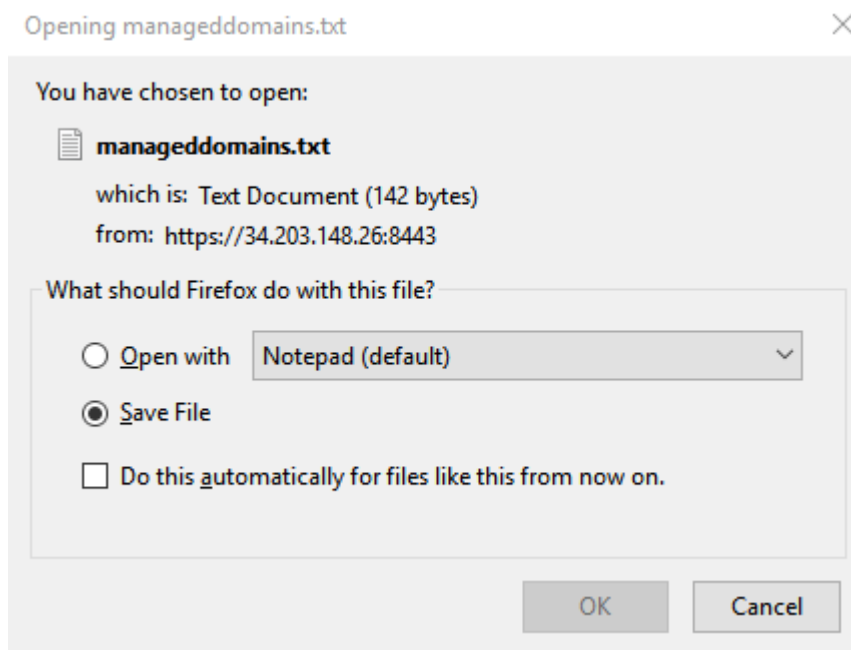 Opening manageddomains.txt
You have chosen to open:
manageddomains.txt
which is: Text Document (142 bytes)
from: https://34.203.148.26:8443
What should Firefox do with this file?
Open with Notepad (default)
Save File
Do this automatically for files like this from now on.
OK Cancel